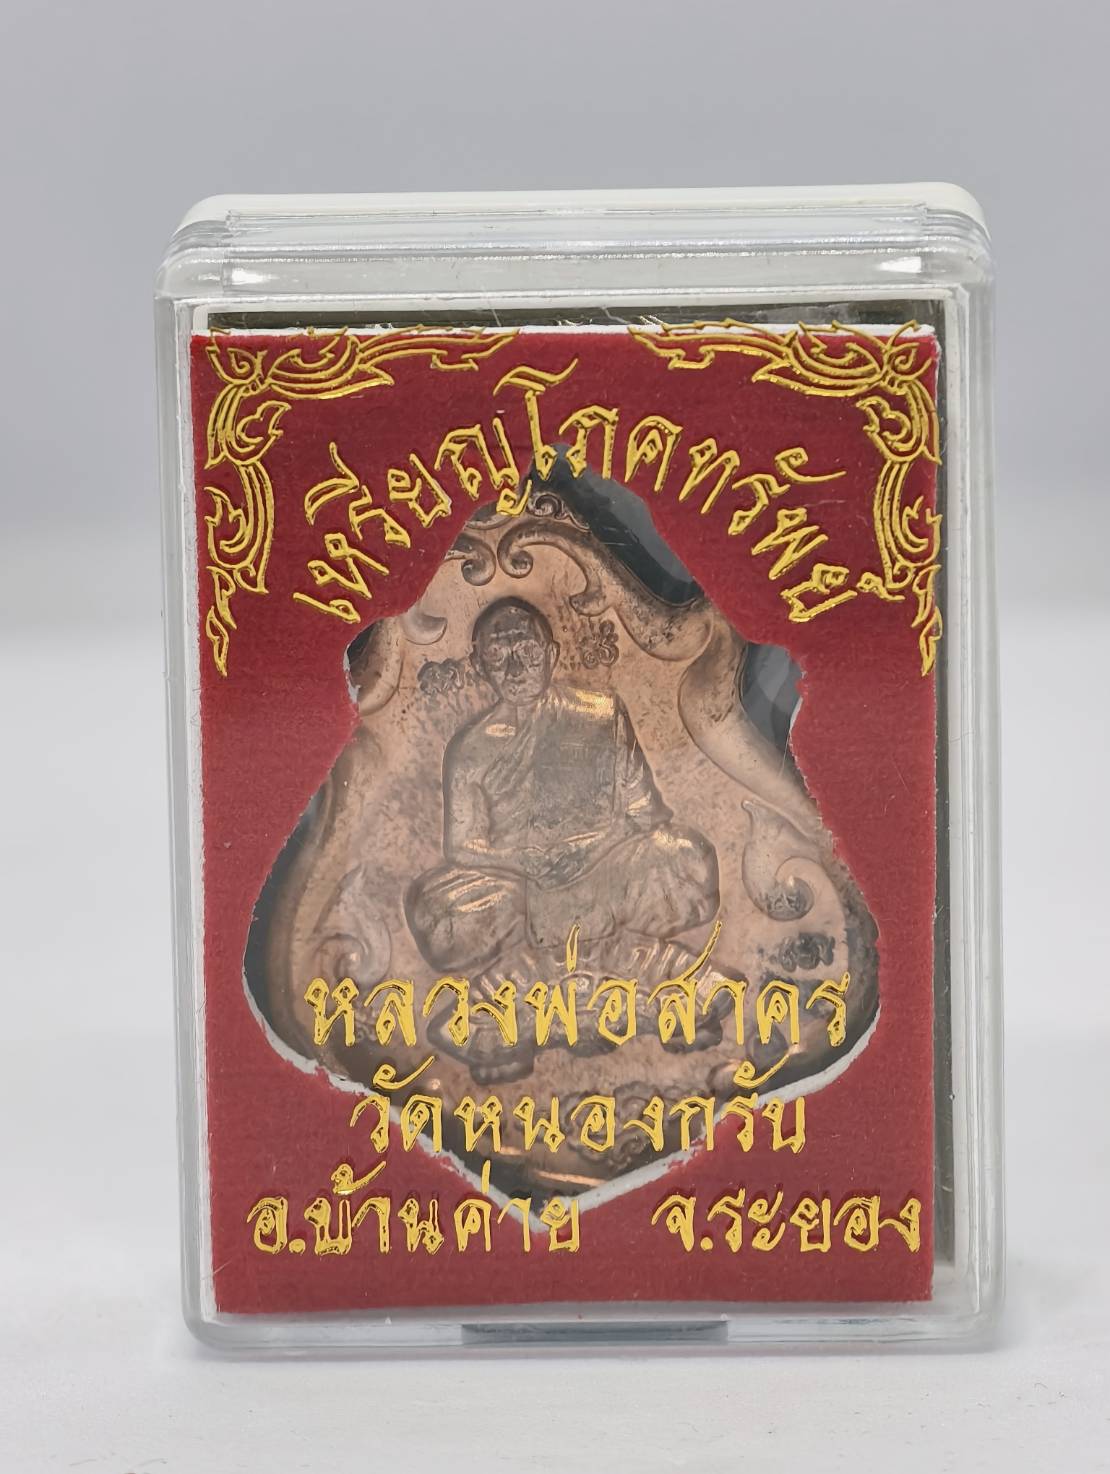 เหรียญโภคทรัพย์
หลวงพ่อสาคร
วัดหนองกรับ
อ.บ้านค่าย จ.ระยอง